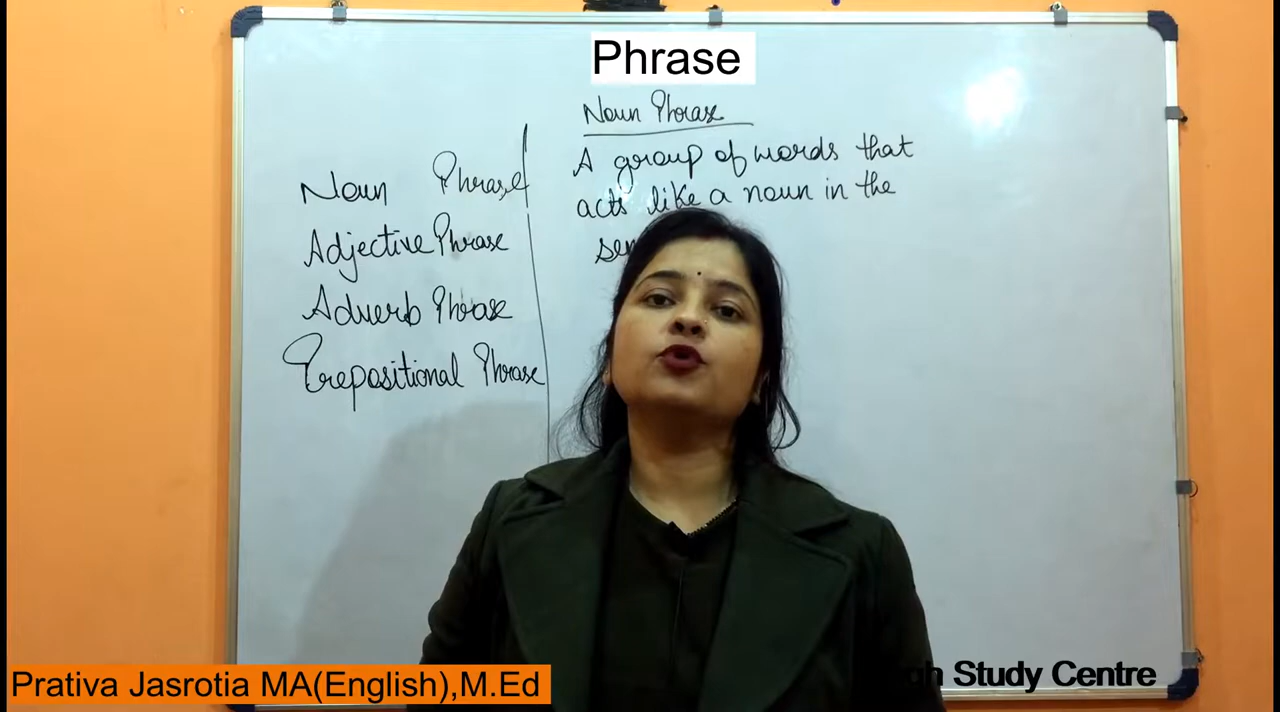 Phrase
Noun Phrase
A group of words that
acts like a noun in the
Noun Phrase
Adjective Phrase
Adverb Phrase
Prepositional Phrase
Prativa Jasrotia MA(English),M.Ed
Study Centre